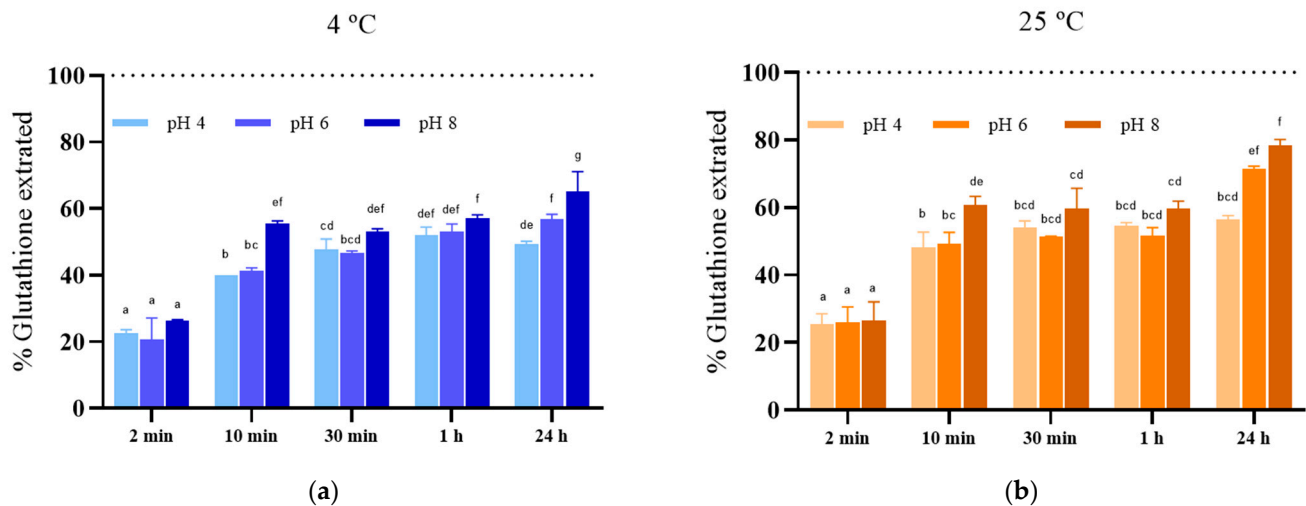 4 ºC
% Glutathione extrated
100
80
60
40
20
0
pH 4 pH 6 pH 8
a a a
b bc ef
cd bcd def
def def f
de f g
2 min 10 min 30 min 1 h 24 h
(a)
25 ºC
% Glutathione extrated
100
80
60
40
20
0
pH 4 pH 6 pH 8
a a a
b bc de
bcd bcd cd
bcd bcd cd
bcd ef f
2 min 10 min 30 min 1 h 24 h
(b)